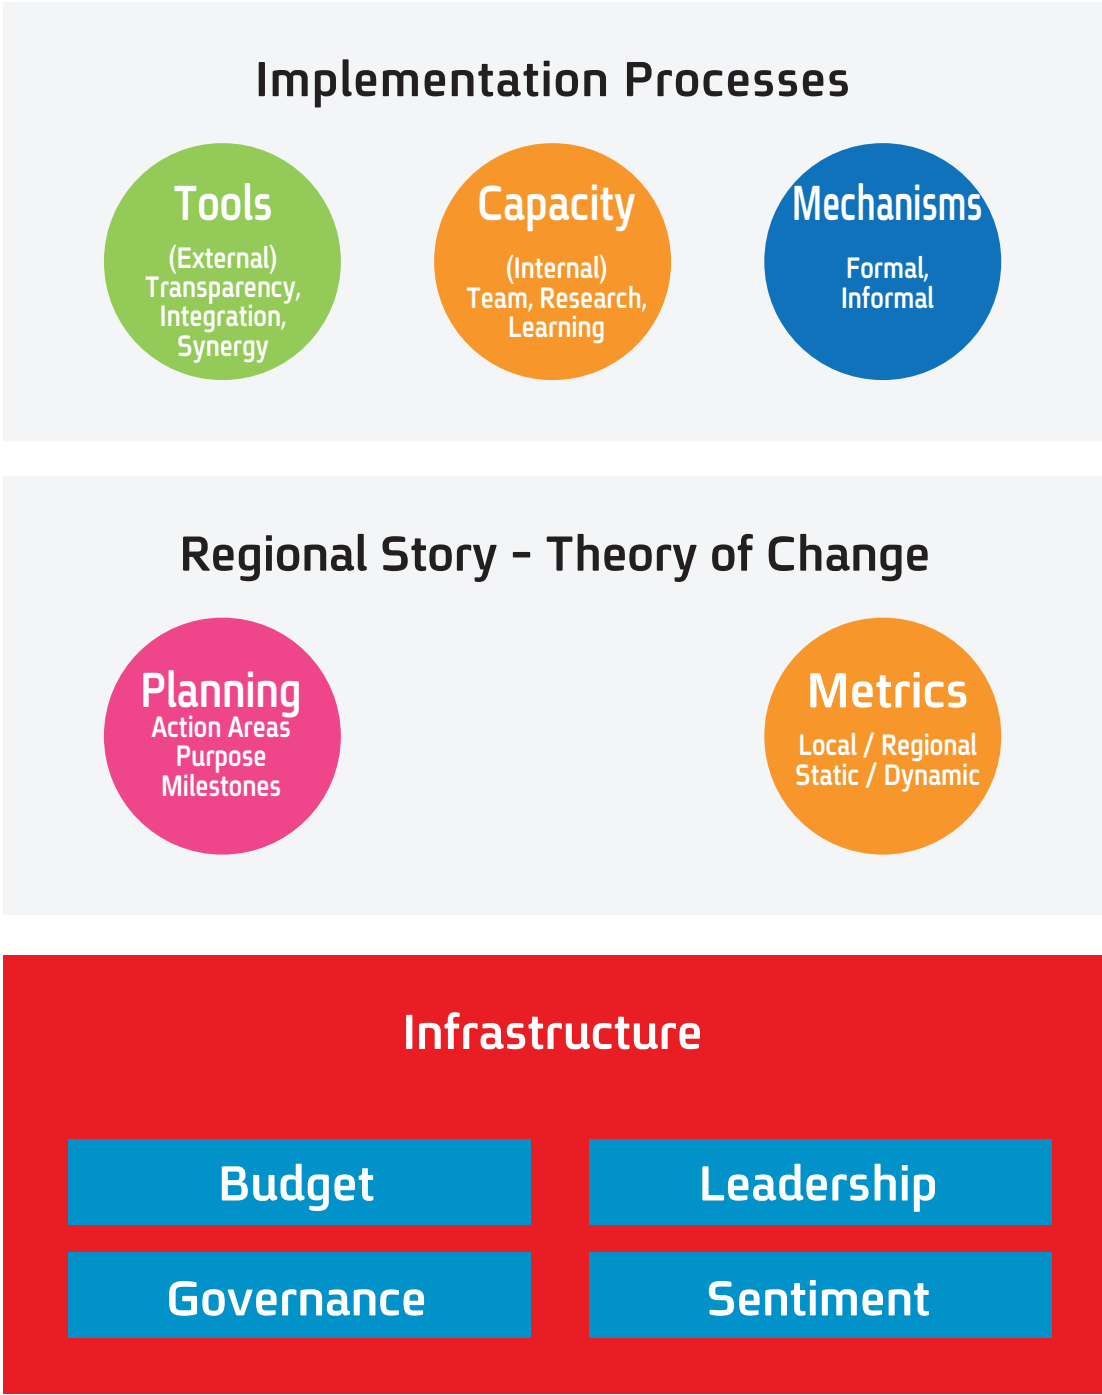 Implementation Processes
Tools
(External)
Transparency,
Integration,
Synergy
Capacity
(Internal)
Team, Research,
Learning
Mechanisms
Formal,
Informal
Regional Story - Theory of Change
Planning
Action Areas
Purpose
Milestones
Metrics
Local / Regional
Static / Dynamic
Infrastructure
Budget
Leadership
Governance
Sentiment